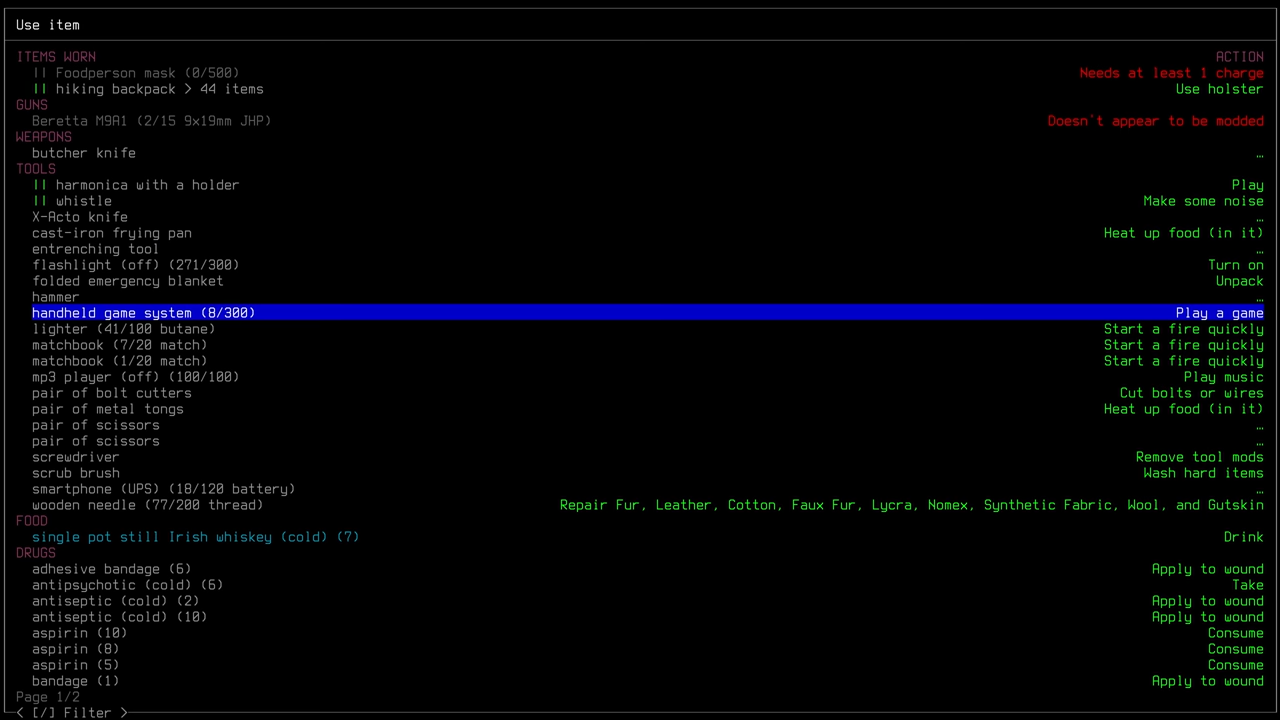 Use item
ITEMS WORN ACTION
|| Foodperson mask (0/500) Needs at least 1 charge
|| hiking backpack > 44 items Use holster
GUNS
Beretta M9A1 (2/15 9x19mm JHP) Doesn't appear to be modded
WEAPONS
butcher knife …
TOOLS
|| harmonica with a holder Play
|| whistle Make some noise
X-Acto knife …
cast-iron frying pan Heat up food (in it)
entrenching tool …
flashlight (off) (271/300) Turn on
folded emergency blanket Unpack
hammer …
handheld game system (8/300) Play a game
lighter (41/100 butane) Start a fire quickly
matchbook (7/20 match) Start a fire quickly
matchbook (1/20 match) Start a fire quickly
mp3 player (off) (100/100) Play music
pair of bolt cutters Cut bolts or wires
pair of metal tongs Heat up food (in it)
pair of scissors …
pair of scissors …
screwdriver Remove tool mods
scrub brush Wash hard items
smartphone (UPS) (18/120 battery) …
wooden needle (77/200 thread) Repair Fur, Leather, Cotton, Faux Fur, Lycra, Nomex, Synthetic Fabric, Wool, and Gutskin
FOOD
single pot still Irish whiskey (cold) (7) Drink
DRUGS
adhesive bandage (6) Apply to wound
antipsychotic (cold) (6) Take
antiseptic (cold) (2) Apply to wound
antiseptic (cold) (10) Apply to wound
aspirin (10) Consume
aspirin (8) Consume
aspirin (5) Consume
bandage (1) Apply to wound
Page 1/2
< [/] Filter >